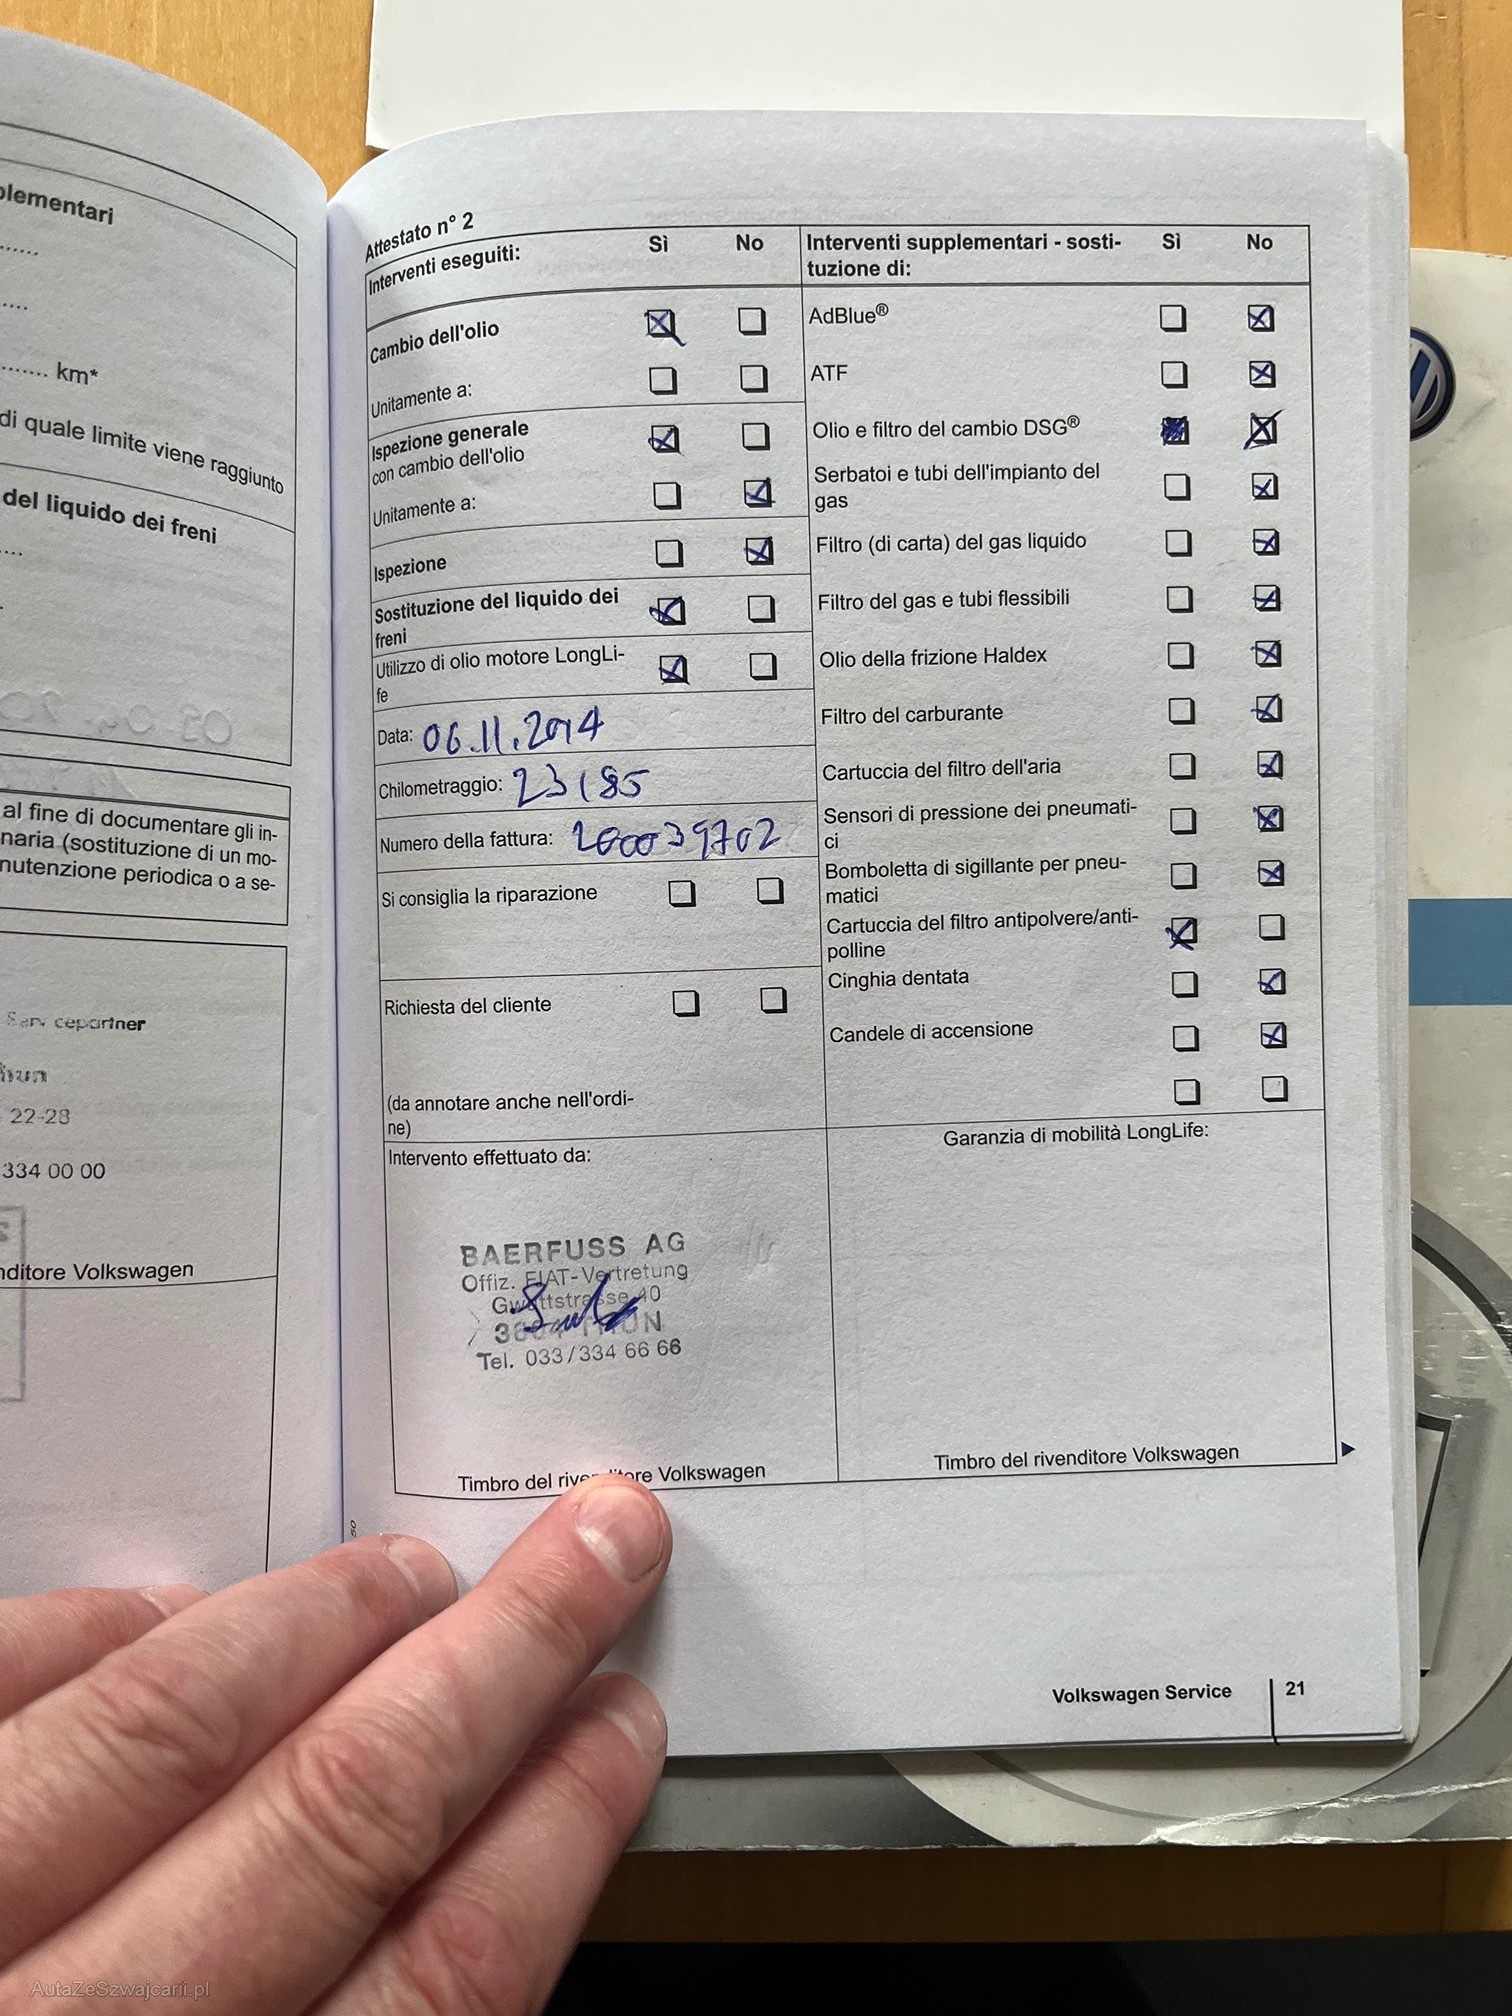 plementari
km*
di quale limite viene raggiunto
del liquido dei freni
al fine di documentare gli in-
naria (sostituzione di un mo-
nutenzione periodica o a se-
cepartner
22-28
334 00 00
nditore Volkswagen
Attestato n° 2
Interventi eseguiti: Sì No
Cambio dell'olio
Unitamente a:
Ispezione generale
con cambio dell'olio
Unitamente a:
Ispezione
Sostituzione del liquido dei
freni
Utilizzo di olio motore LongLi-
fe
Data: 06.11.2014
Chilometraggio: 23185
Numero della fattura: 200039702
Si consiglia la riparazione
Richiesta del cliente
(da annotare anche nell'ordi-
ne)
Intervento effettuato da:
BAERFUSS AG
Offiz. FIAT-Vertretung
Gwattstrasse 10
3604 THUN
Tel. 033/334 66 66
Timbro del rivenditore Volkswagen
Interventi supplementari - sosti- Sì No
tuzione di:
AdBlue®
ATF
Olio e filtro del cambio DSG®
Serbatoi e tubi dell'impianto del
gas
Filtro (di carta) del gas liquido
Filtro del gas e tubi flessibili
Olio della frizione Haldex
Filtro del carburante
Cartuccia del filtro dell'aria
Sensori di pressione dei pneumati-
ci
Bomboletta di sigillante per pneu-
matici
Cartuccia del filtro antipolvere/anti-
polline
Cinghia dentata
Candele di accensione
Garanzia di mobilità LongLife:
Timbro del rivenditore Volkswagen
Volkswagen Service 21
AutaZeSzwajcarii.pl